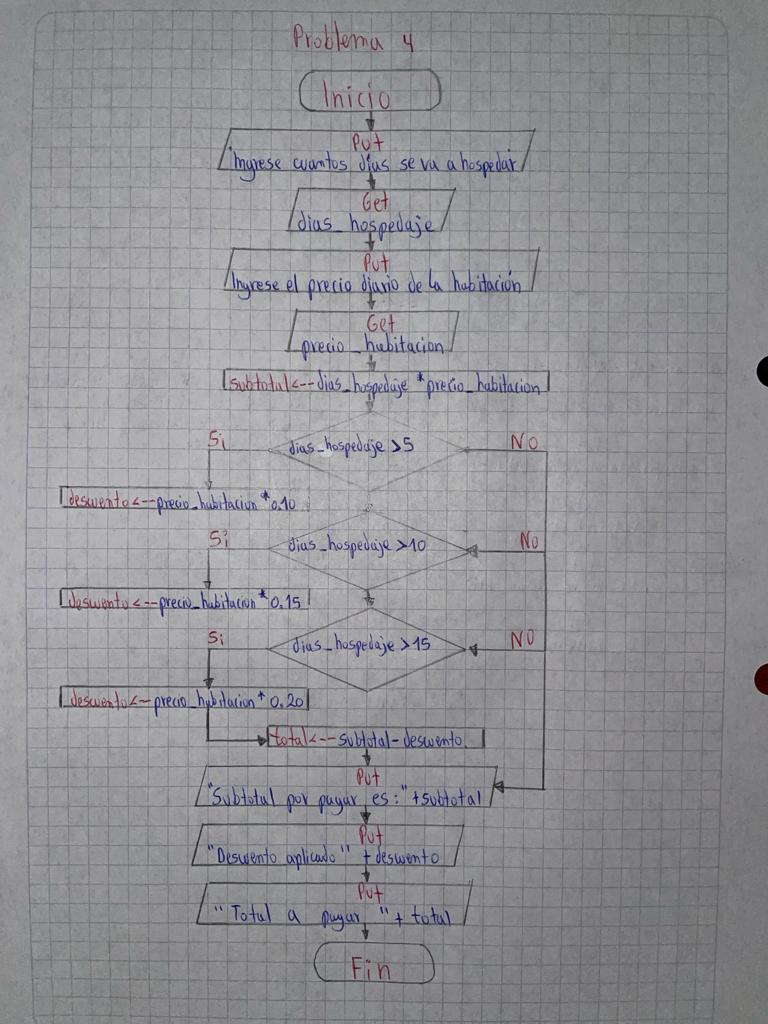 Problema 4
Inicio
Put
"Ingrese cuantos días se va a hospedar
Get
dias_hospedaje
Put
Ingrese el precio diario de la habitación
Get
precio_habitacion
subtotal<--dias_hospedaje *precio_habitacion
Si dias_hospedaje >5 NO
descuento<--precio_habitacion*0.10
Si dias_hospedaje >10 No
descuento<--precio_habitacion*0.15
Si dias_hospedaje >15 NO
descuento<--precio_habitacion* 0.20
total<--subtotal-descuento
Put
"Subtotal por pagar es:"+subtotal
Put
"Descuento aplicado" + descuento
Put
"Total a pagar "+ total
Fin